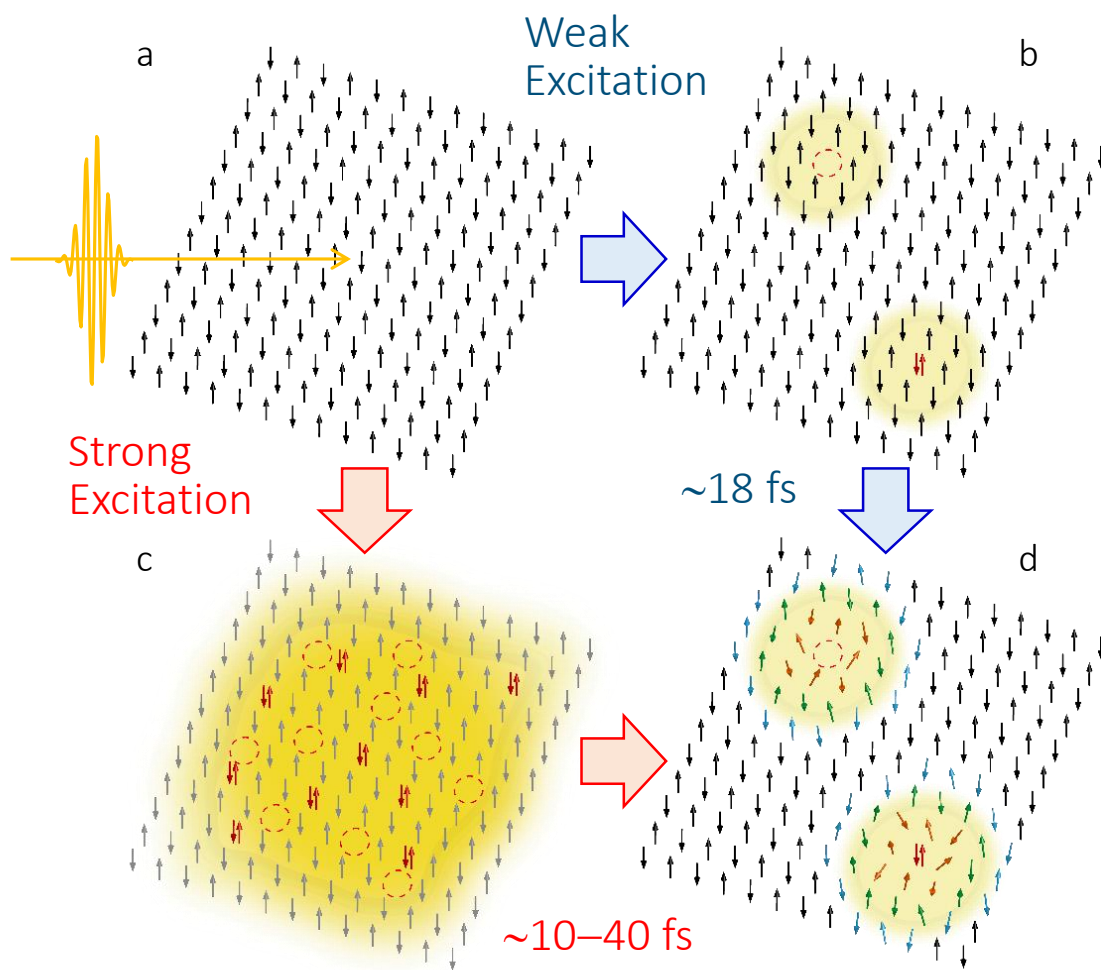 a
Weak
Excitation
b
Strong
Excitation
~18 fs
c
d
~10–40 fs